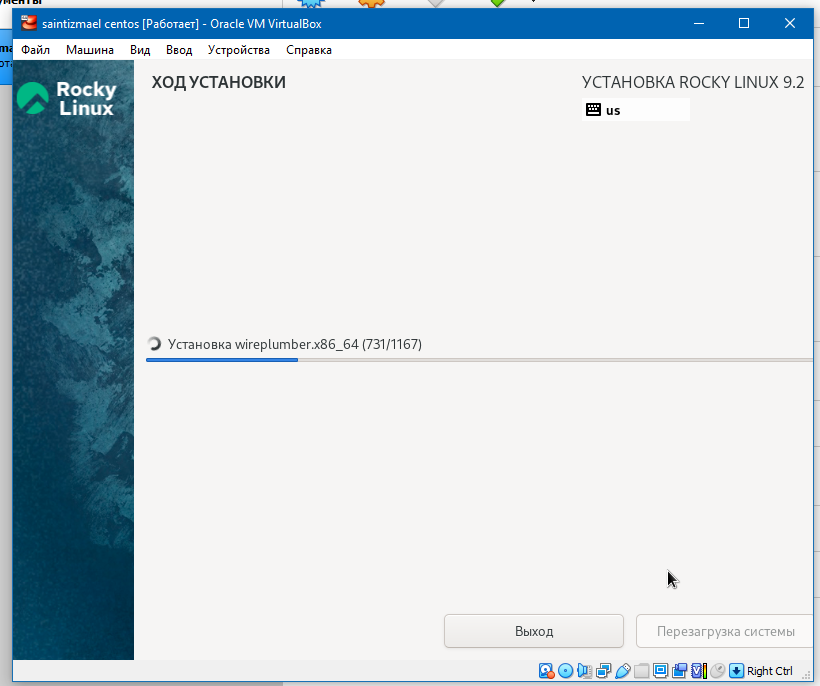 ументы
saintizmael centos [Работает] - Oracle VM VirtualBox
Файл Машина Вид Ввод Устройства Справка
Rocky
Linux
ХОД УСТАНОВКИ
УСТАНОВКА ROCKY LINUX 9.2
us
Установка wireplumber.x86_64 (731/1167)
Выход
Перезагрузка системы
Right Ctrl